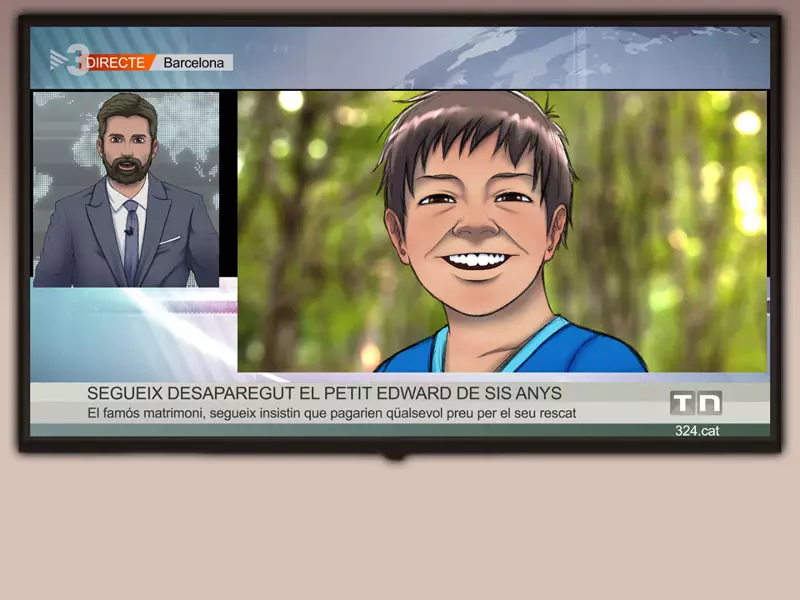 3 DIRECTE Barcelona
SEGUEIX DESAPAREGUT EL PETIT EDWARD DE SIS ANYS
El famós matrimoni, segueix insistin que pagarien qüalsevol preu per el seu rescat
TN
324.cat